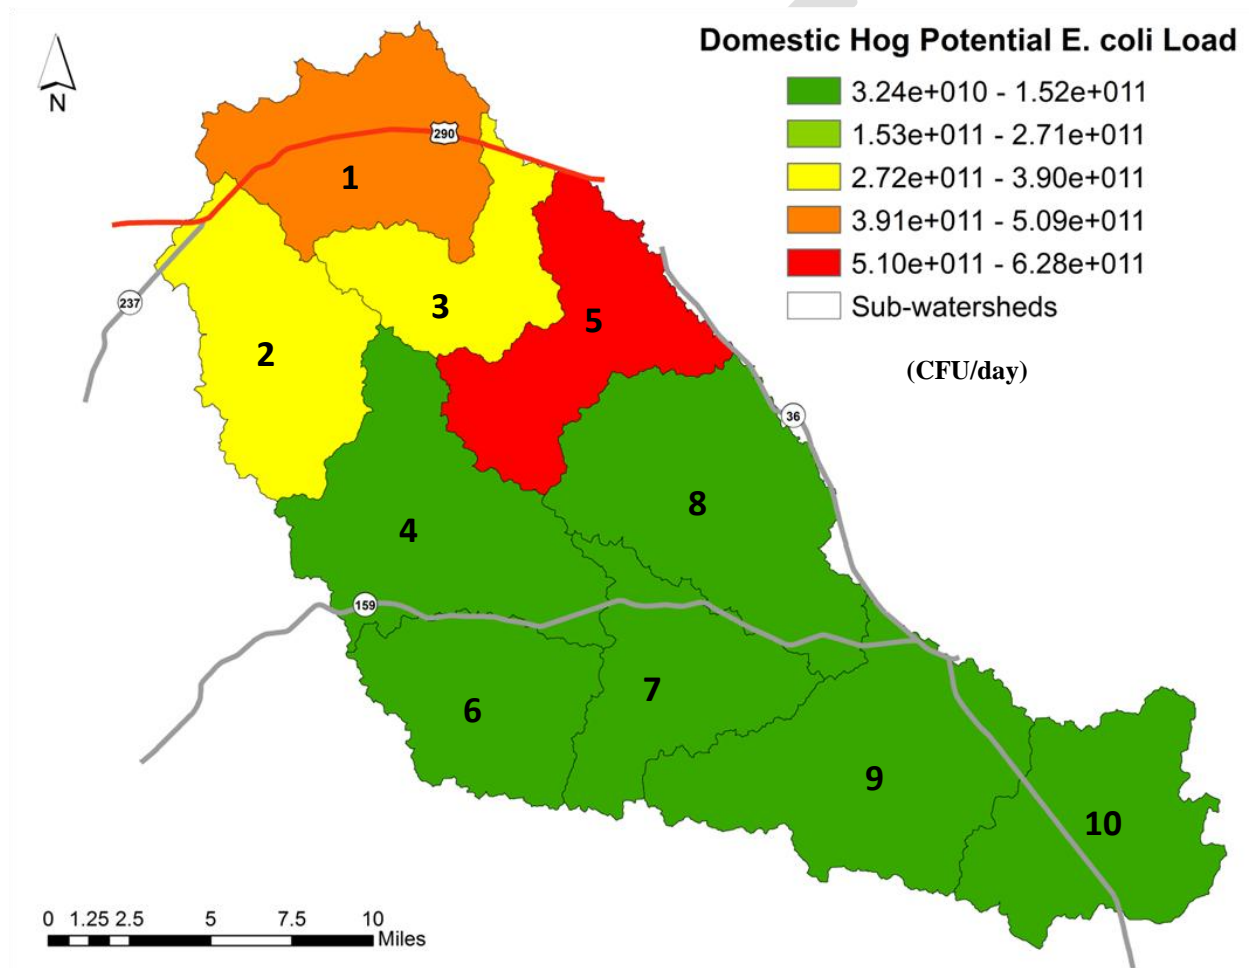 Domestic Hog Potential E. coli Load
3.24e+010 - 1.52e+011
1.53e+011 - 2.71e+011
2.72e+011 - 3.90e+011
3.91e+011 - 5.09e+011
5.10e+011 - 6.28e+011
Sub-watersheds
(CFU/day)
N
290
1
237
3
5
2
36
8
4
159
7
6
9
10
0 1.25 2.5 5 7.5 10
Miles